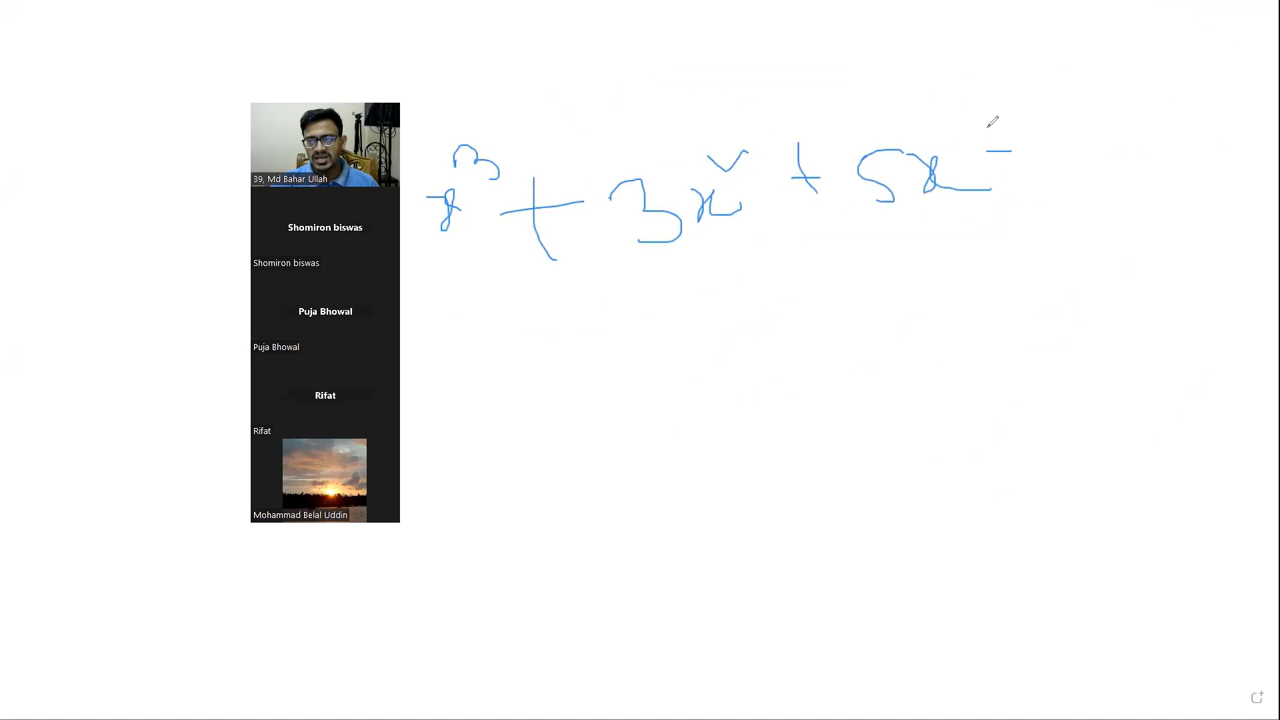 39, Md Bahar Ullah
Shomiron biswas
Shomiron biswas
Puja Bhowal
Puja Bhowal
Rifat
Rifat
Mohammad Belal Uddin
x³ + 3x² + 5x -